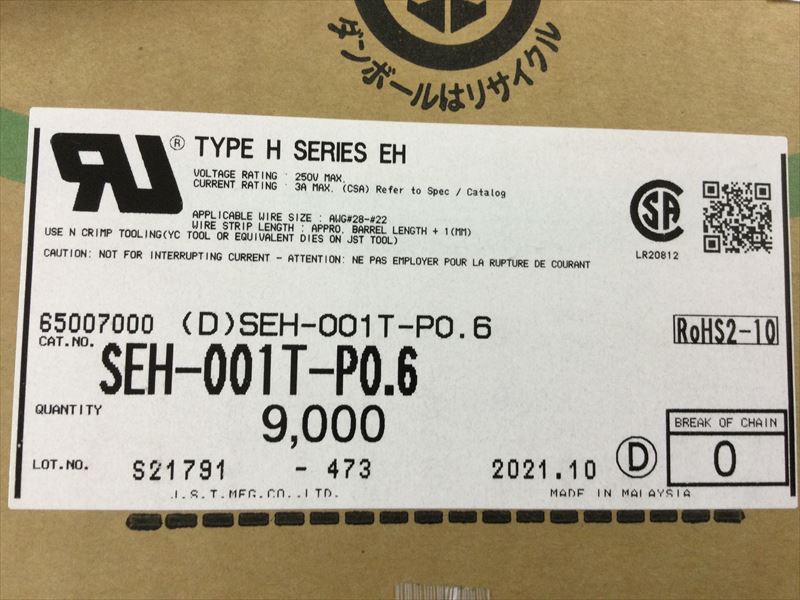 ダンボールはリサイクル
® TYPE H SERIES EH
VOLTAGE RATING : 250V MAX.
CURRENT RATING : 3A MAX. (CSA) Refer to Spec / Catalog
APPLICABLE WIRE SIZE : AWG#28-#22
WIRE STRIP LENGTH : APPRO. BARREL LENGTH + 1(MM)
USE N CRIMP TOOLING(YC TOOL OR EQUIVALENT DIES ON JST TOOL)
CAUTION: NOT FOR INTERRUPTING CURRENT - ATTENTION: NE PAS EMPLOYER POUR LA RUPTURE DE COURANT
SA
LR20812
65007000 (D)SEH-001T-P0.6
RoHS2-10
CAT.NO. SEH-001T-P0.6
QUANTITY 9,000
BREAK OF CHAIN
0
LOT.NO. S21791 - 473 2021.10 D
J.S.T.MFG.CO.,LTD. MADE IN MALAYSIA